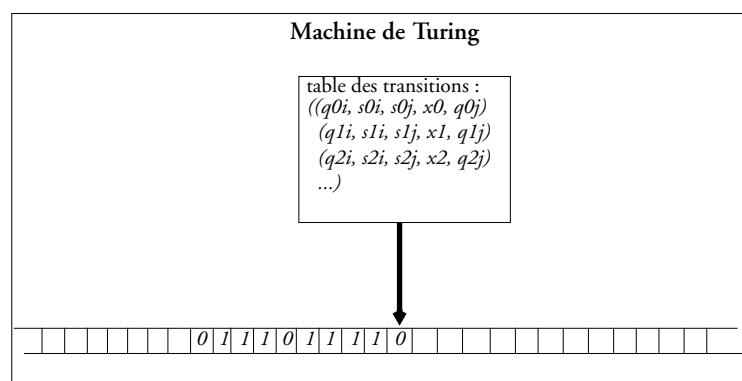 Machine de Turing
table des transitions :
((q0i, s0i, s0j, x0, q0j)
(q1i, s1i, s1j, x1, q1j)
(q2i, s2i, s2j, x2, q2j)
...)
0 1 1 1 0 1 1 1 1 0